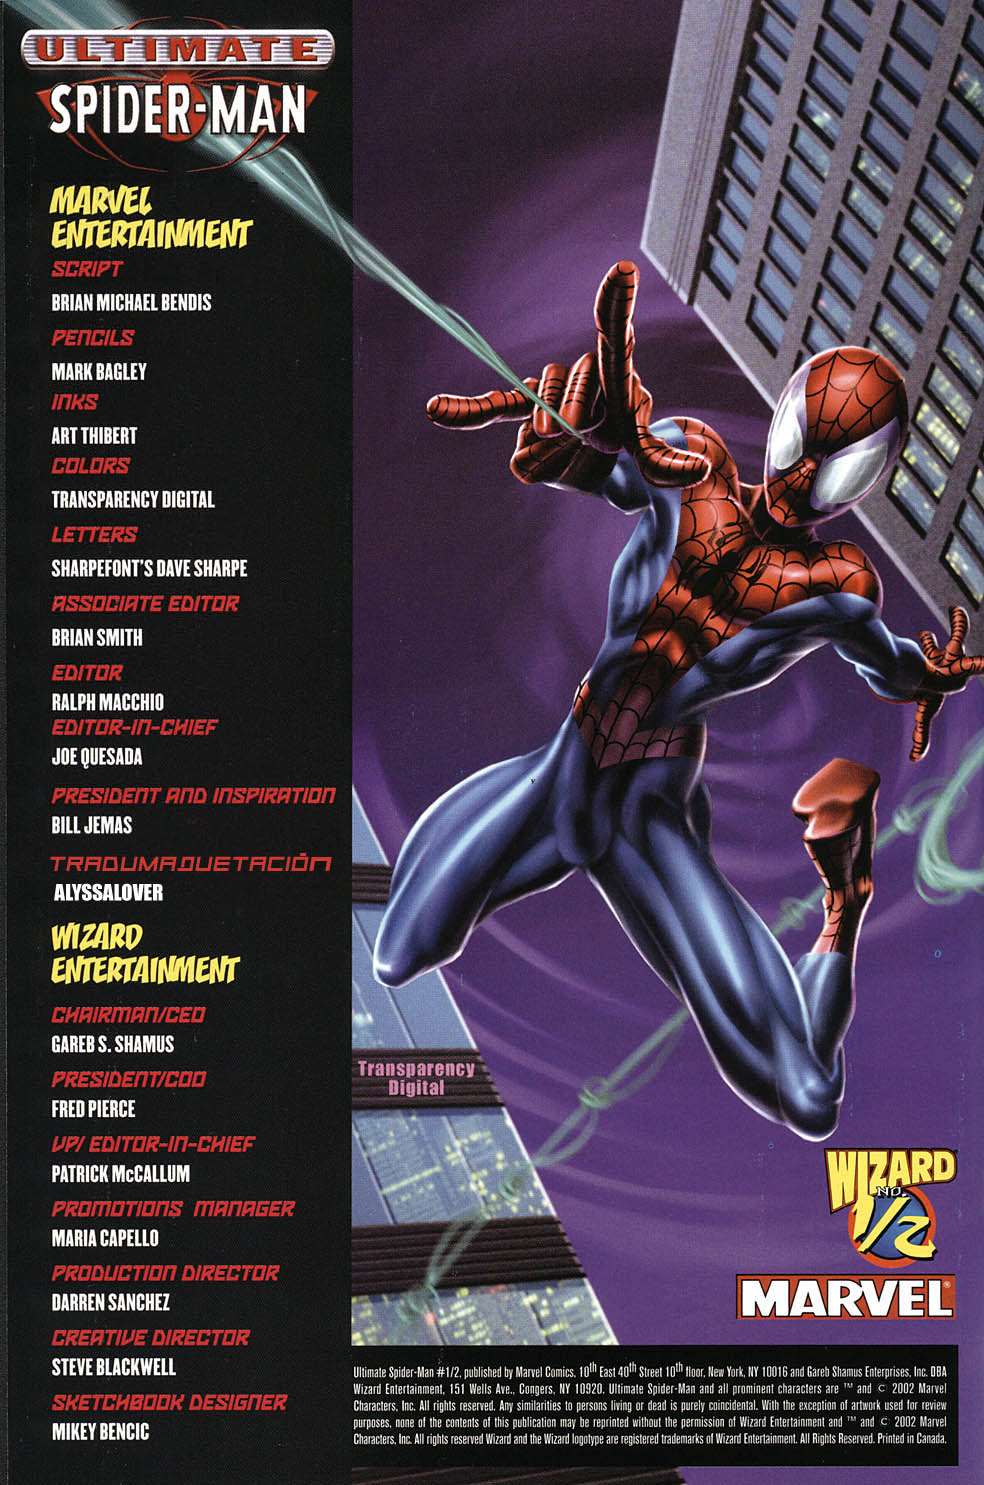 ULTIMATE
SPIDER-MAN
MARVEL
ENTERTAINMENT
SCRIPT
BRIAN MICHAEL BENDIS
PENCILS
MARK BAGLEY
INKS
ART THIBERT
COLORS
TRANSPARENCY DIGITAL
LETTERS
SHARPEFONT'S DAVE SHARPE
ASSOCIATE EDITOR
BRIAN SMITH
EDITOR
RALPH MACCHIO
EDITOR-IN-CHIEF
JOE QUESADA
PRESIDENT AND INSPIRATION
BILL JEMAS
TRADUMAQUETACIÓN
ALYSSALOVER
WIZARD
ENTERTAINMENT
CHAIRMAN/CEO
GAREB S. SHAMUS
PRESIDENT/COO
FRED PIERCE
VP/ EDITOR-IN-CHIEF
PATRICK McCALLUM
PROMOTIONS MANAGER
MARIA CAPELLO
PRODUCTION DIRECTOR
DARREN SANCHEZ
CREATIVE DIRECTOR
STEVE BLACKWELL
SKETCHBOOK DESIGNER
MIKEY BENCIC
Transparency
Digital
WIZARD
NO.
1/2
MARVEL®
Ultimate Spider-Man #1/2, published by Marvel Comics, 10th East 40th Street 10th floor, New York, NY 10016 and Gareb Shamus Enterprises, Inc. DBA
Wizard Entertainment, 151 Wells Ave., Congers, NY 10920. Ultimate Spider-Man and all prominent characters are ™ and © 2002 Marvel
Characters, Inc. All rights reserved. Any similarities to persons living or dead is purely coincidental. With the exception of artwork used for review
purposes, none of the contents of this publication may be reprinted without the permission of Wizard Entertainment and ™ and © 2002 Marvel
Characters, Inc. All rights reserved Wizard and the Wizard logotype are registered trademarks of Wizard Entertainment. All Rights Reserved. Printed in Canada.